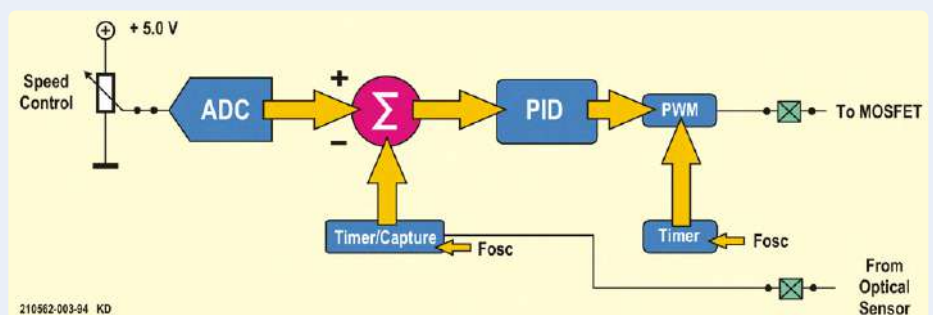 + 5.0 V
Speed
Control
ADC
+
Σ
−
PID
PWM
To MOSFET
Timer/Capture
Fosc
Timer
Fosc
From
Optical
Sensor
210562-003-94 KD